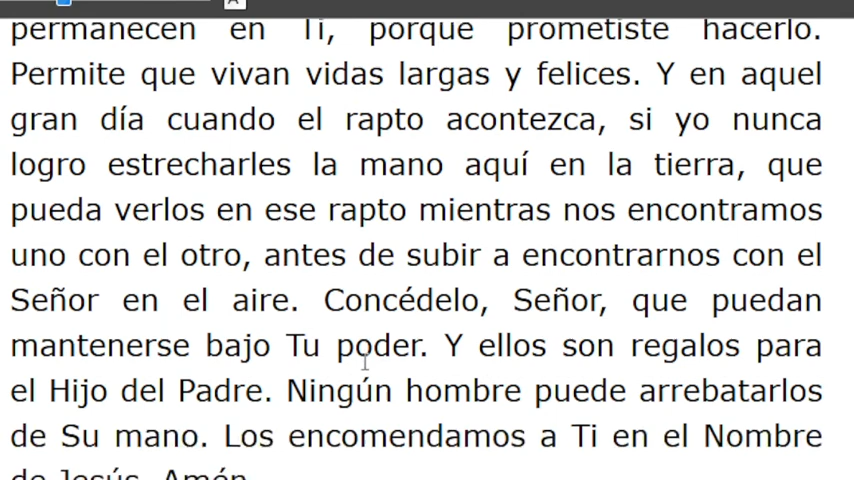 permanecen en Ti, porque prometiste hacerlo.
Permite que vivan vidas largas y felices. Y en aquel
gran día cuando el rapto acontezca, si yo nunca
logro estrecharles la mano aquí en la tierra, que
pueda verlos en ese rapto mientras nos encontramos
uno con el otro, antes de subir a encontrarnos con el
Señor en el aire. Concédelo, Señor, que puedan
mantenerse bajo Tu poder. Y ellos son regalos para
el Hijo del Padre. Ningún hombre puede arrebatarlos
de Su mano. Los encomendamos a Ti en el Nombre
de Jesús. Amén.